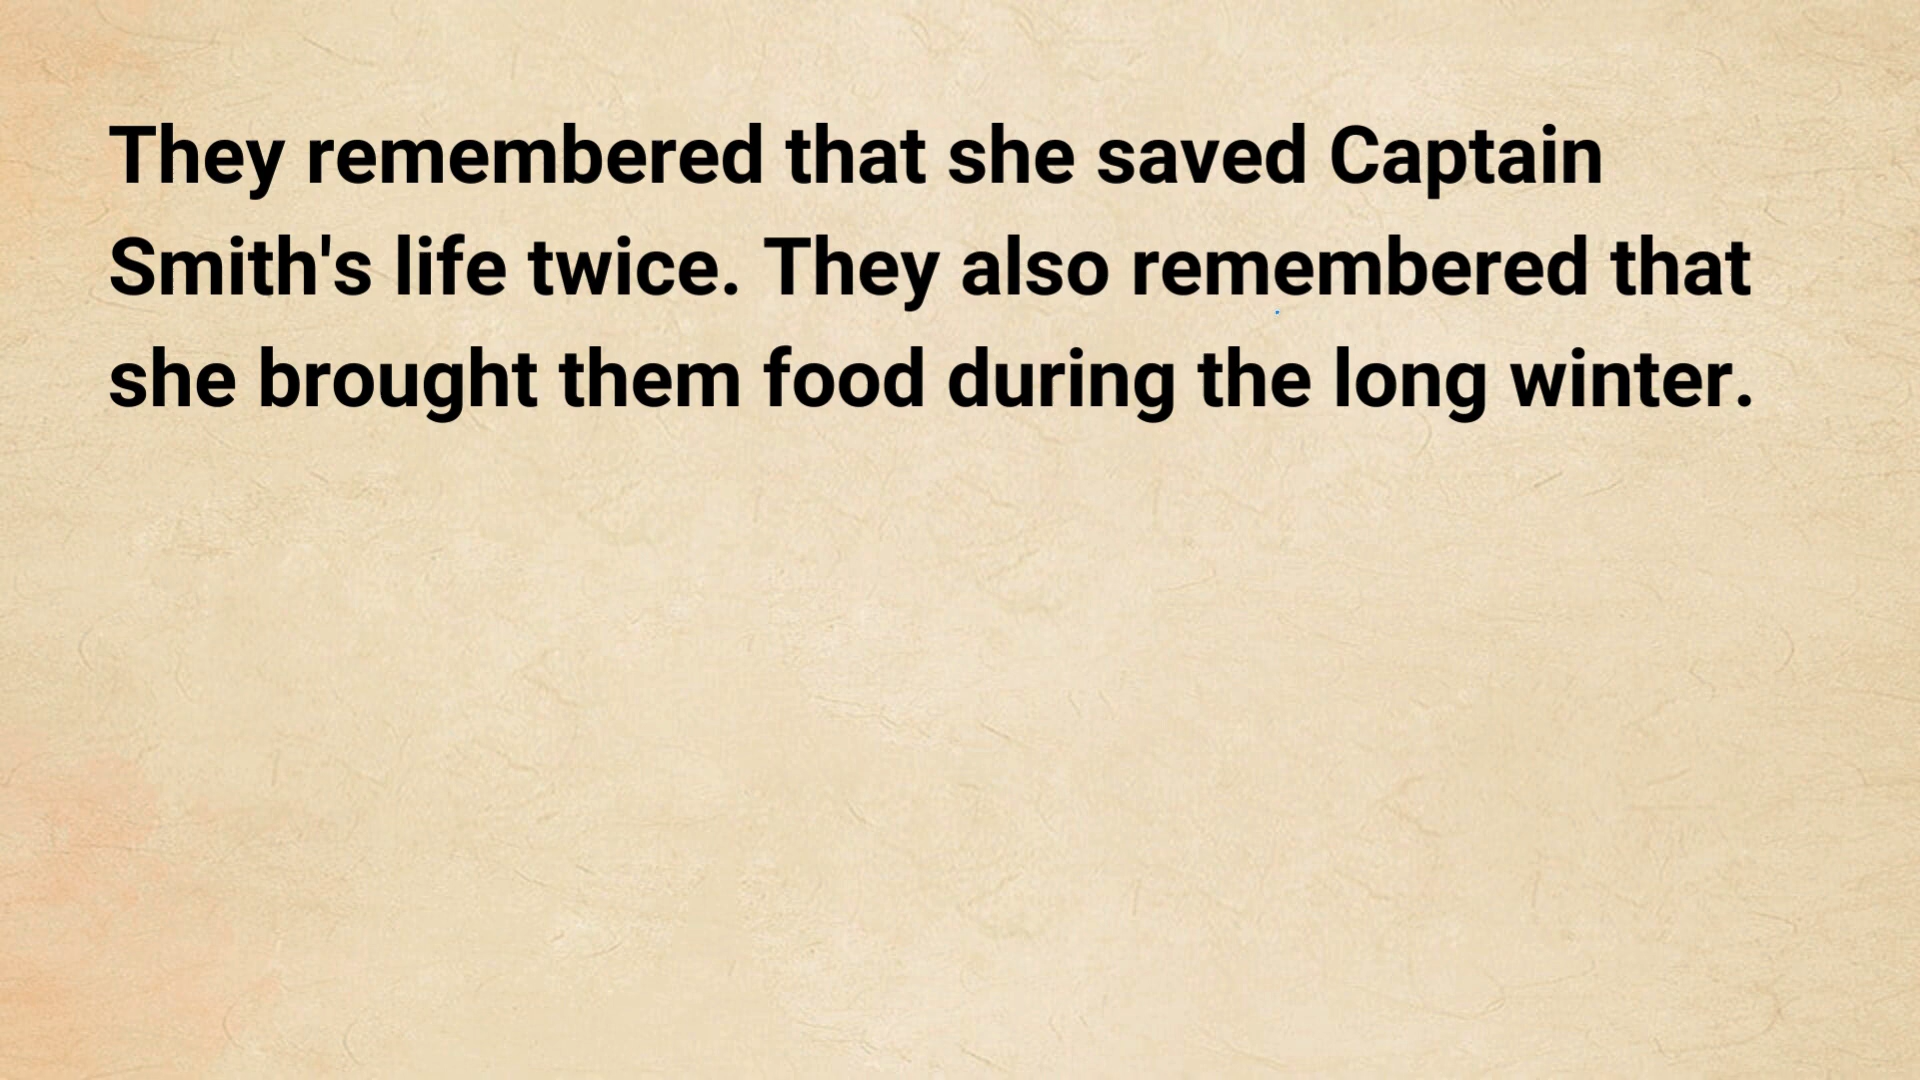 They remembered that she saved Captain
Smith's life twice. They also remembered that
she brought them food during the long winter.